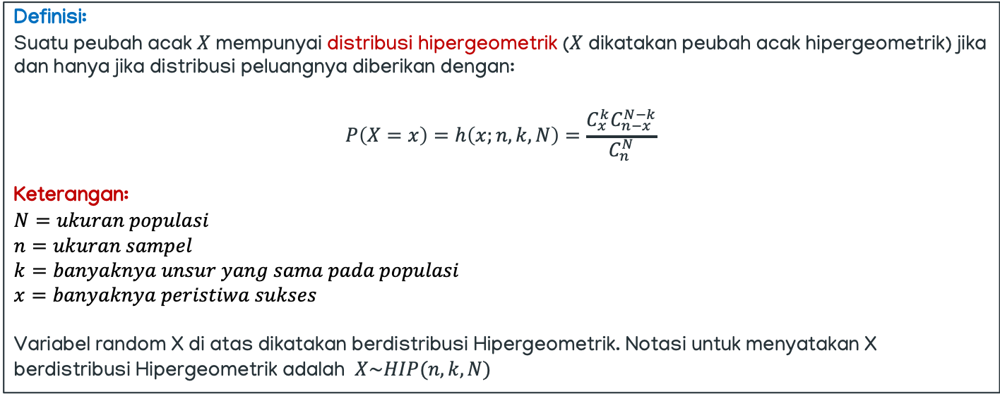 Definisi:
Suatu peubah acak X mempunyai distribusi hipergeometrik (X dikatakan peubah acak hipergeometrik) jika
dan hanya jika distribusi peluangnya diberikan dengan:
P(X = x) = h(x; n, k, N) = \frac{C_x^k C_{n-x}^{N-k}}{C_n^N}
Keterangan:
N = ukuran populasi
n = ukuran sampel
k = banyaknya unsur yang sama pada populasi
x = banyaknya peristiwa sukses
Variabel random X di atas dikatakan berdistribusi Hipergeometrik. Notasi untuk menyatakan X
berdistribusi Hipergeometrik adalah X~HIP(n, k, N)